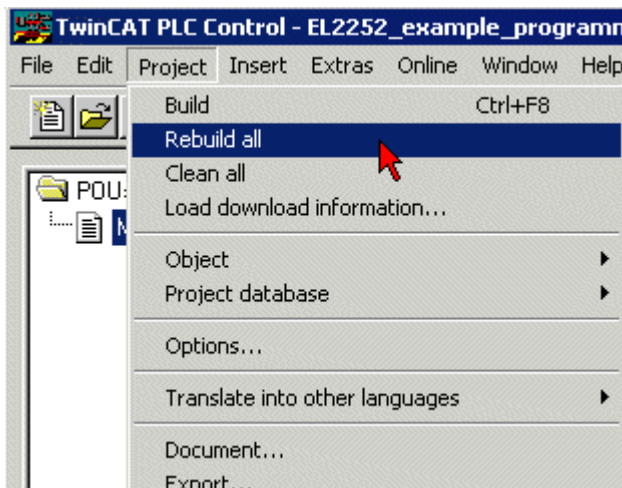 TwinCAT PLC Control - EL2252_example_program
File Edit Project Insert Extras Online Window Help
Build Ctrl+F8
Rebuild all
Clean all
Load download information...
POU
Object
Project database
Options...
Translate into other languages
Document...
Export...